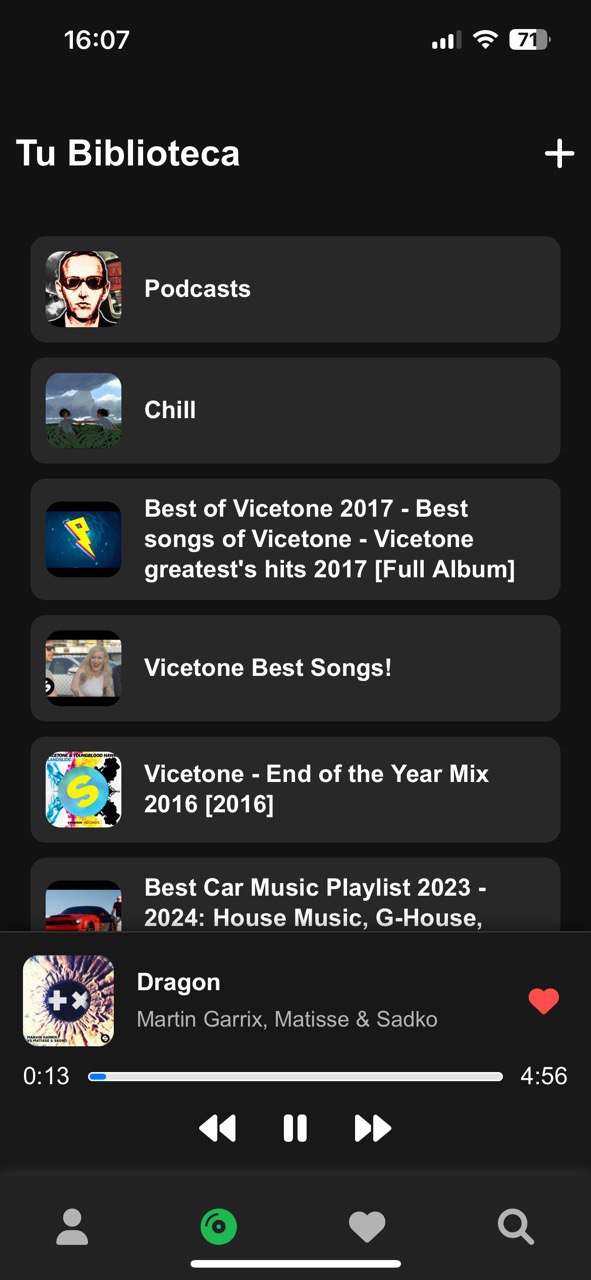 16:07
71
Tu Biblioteca
Podcasts
Chill
Best of Vicetone 2017 - Best
songs of Vicetone - Vicetone
greatest's hits 2017 [Full Album]
Vicetone Best Songs!
Vicetone - End of the Year Mix
2016 [2016]
Best Car Music Playlist 2023 -
2024: House Music, G-House,
Dragon
Martin Garrix, Matisse & Sadko
0:13
4:56